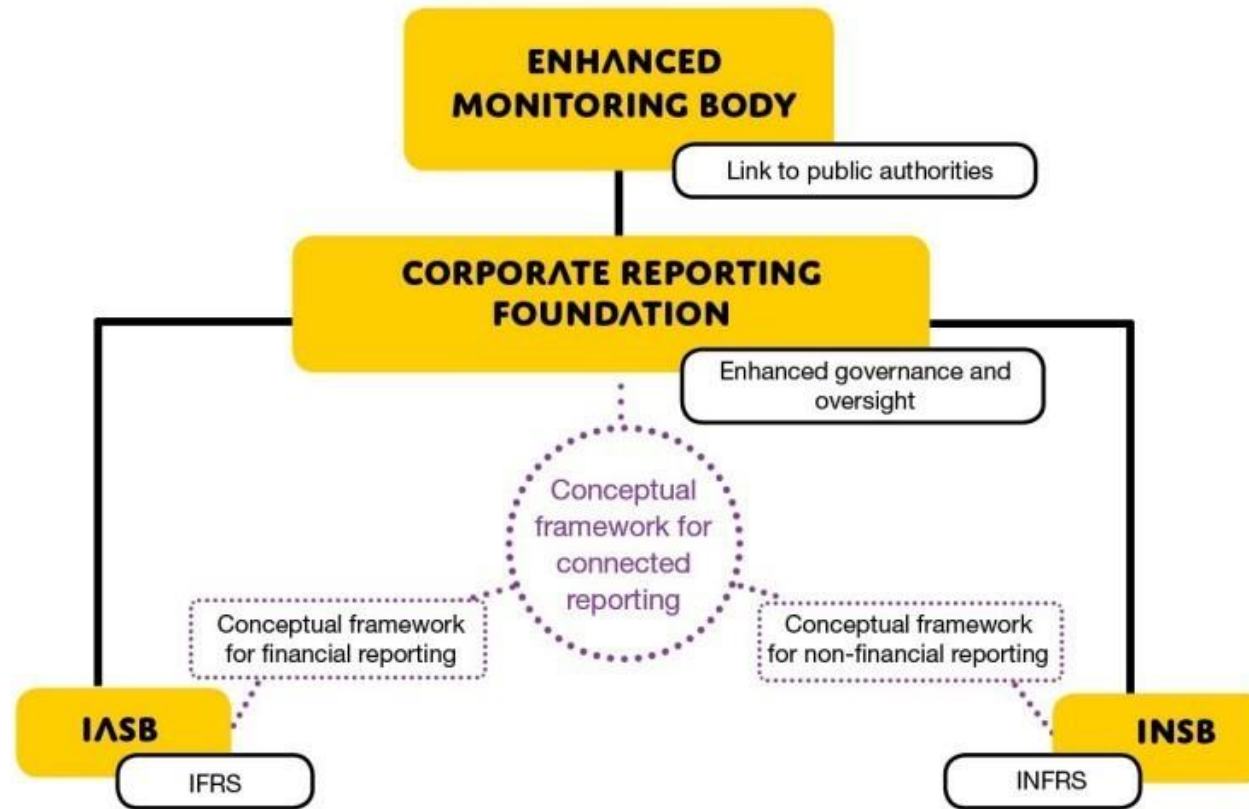 ENHANCED
MONITORING BODY
Link to public authorities
CORPORATE REPORTING
FOUNDATION
Enhanced governance and
oversight
Conceptual
framework for
connected
reporting
Conceptual framework
for financial reporting
Conceptual framework
for non-financial reporting
IASB
IFRS
INSB
INFRS